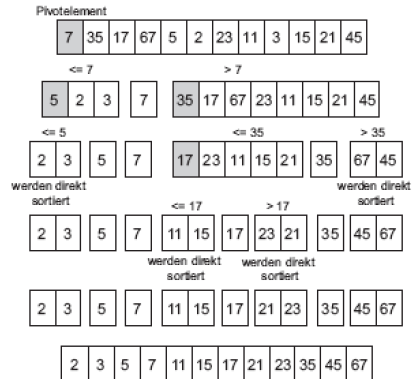 Pivotelement
7 35 17 67 5 2 23 11 3 15 21 45
<= 7 > 7
5 2 3 7 35 17 67 23 11 15 21 45
<= 5 <= 35 > 35
2 3 5 7 17 23 11 15 21 35 67 45
werden direkt werden direkt
sortiert sortiert
<= 17 > 17
2 3 5 7 11 15 17 23 21 35 45 67
werden direkt werden direkt
sortiert sortiert
2 3 5 7 11 15 17 21 23 35 45 67
2 3 5 7 11 15 17 21 23 35 45 67